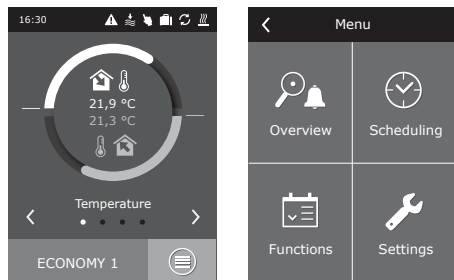 16:30
21,9 °C
21,3 °C
Temperature
ECONOMY 1
Menu
Overview
Scheduling
Functions
Settings